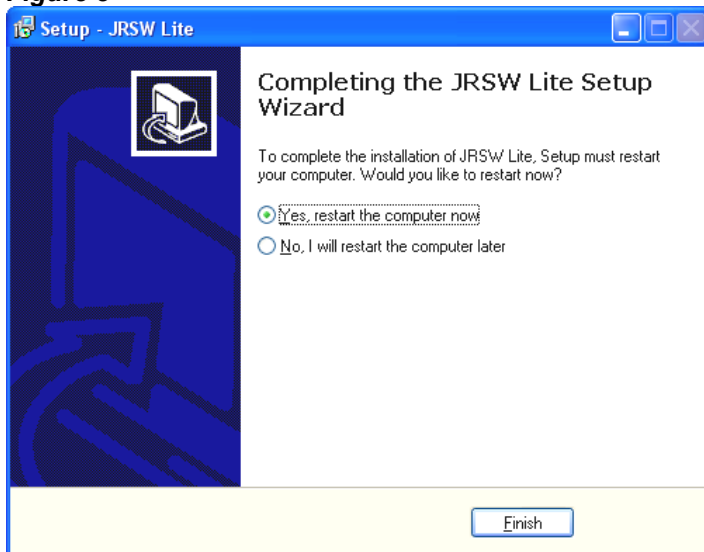 Setup - JRSW Lite
Completing the JRSW Lite Setup
Wizard
To complete the installation of JRSW Lite, Setup must restart
your computer. Would you like to restart now?
Yes, restart the computer now
No, I will restart the computer later
Finish